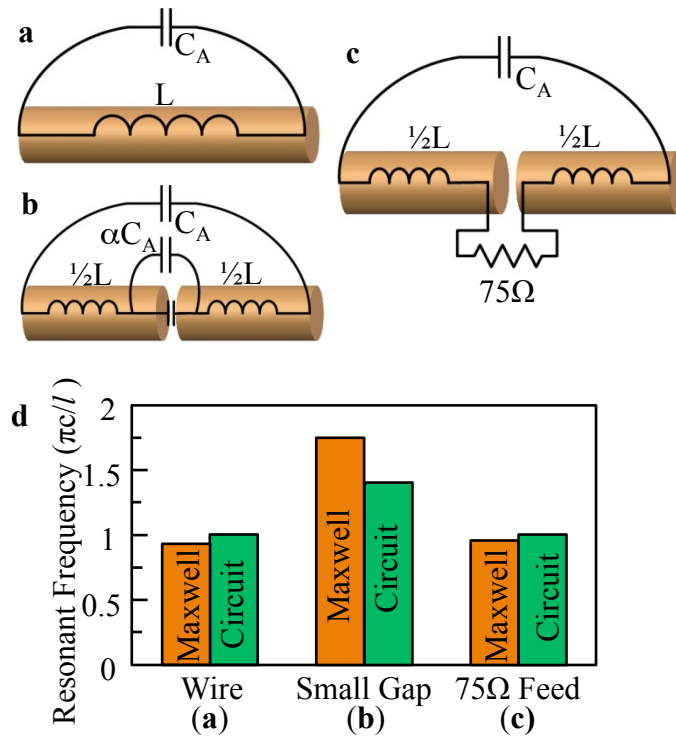 a
C_A
L
b
C_A
αC_A
½L ½L
c
C_A
½L ½L
75Ω
d
Resonant Frequency (πc/l)
2
1.5
1
0.5
0
Maxwell
Circuit
Maxwell
Circuit
Maxwell
Circuit
Wire Small Gap 75Ω Feed
(a) (b) (c)